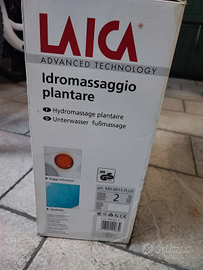 LAICA
ADVANCED TECHNOLOGY
Idromassaggio
plantare
Hydromassage plantaire
Unterwasser fußmassage
2